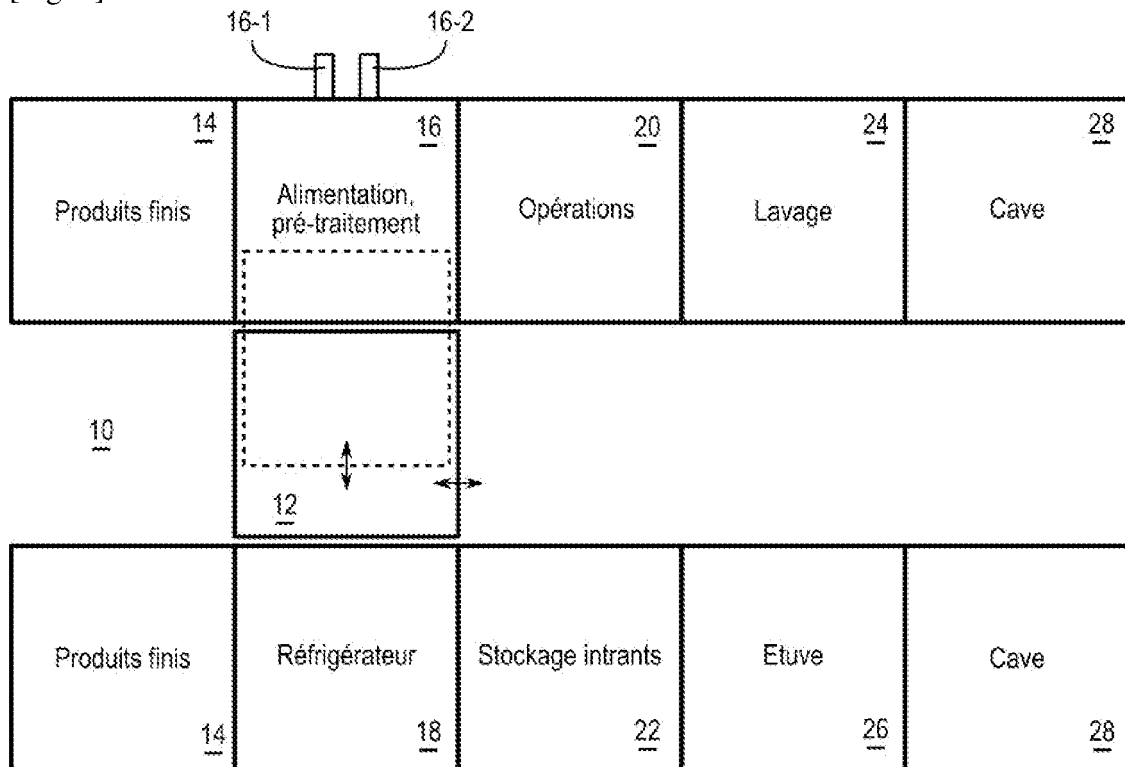 16-1
16-2
14
16
20
24
28
Produits finis
Alimentation,
pré-traitement
Opérations
Lavage
Cave
10
12
Produits finis
Réfrigérateur
Stockage intrants
Etuve
Cave
14
18
22
26
28